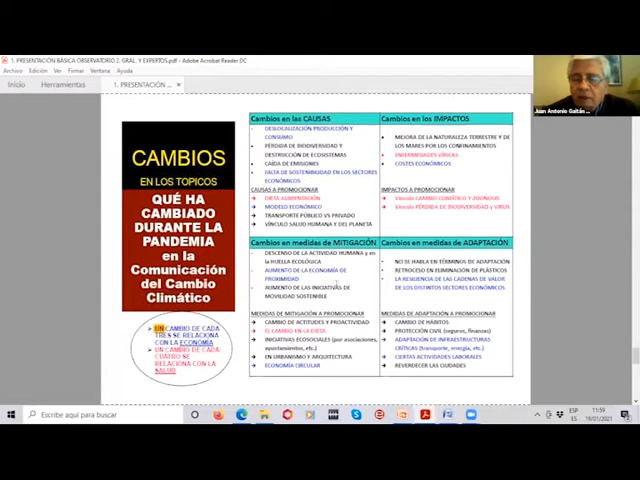 1. PRESENTACIÓN BÁSICA OBSERVATORIO 2. GRAL. Y EXPERTOS.pdf - Adobe Acrobat Reader DC
Archivo Edición Ver Firmar Ventana Ayuda
Inicio Herramientas 1. PRESENTACIÓN ... ×
Juan Antonio Gaitán ...
CAMBIOS
EN LOS TOPICOS
QUÉ HA
CAMBIADO
DURANTE LA
PANDEMIA
en la
Comunicación
del Cambio
Climático
UN CAMBIO DE CADA
TRES SE RELACIONA
CON LA ECONOMÍA
UN CAMBIO DE CADA
CUATRO SE
RELACIONA CON LA
SALUD
Cambios en las CAUSAS
- DESLOCALIZACIÓN PRODUCCIÓN Y
CONSUMO
PÉRDIDA DE BIODIVERSIDAD Y
DESTRUCCIÓN DE ECOSISTEMAS
CAÍDA DE EMISIONES
FALTA DE SOSTENIBILIDAD EN LOS SECTORES
ECONÓMICOS
CAUSAS A PROMOCIONAR
DIETA ALIMENTACIÓN
MODELO ECONÓMICO
TRANSPORTE PÚBLICO VS PRIVADO
VÍNCULO SALUD HUMANA Y DEL PLANETA
Cambios en los IMPACTOS
MEJORA DE LA NATURALEZA TERRESTRE Y DE
LOS MARES POR LOS CONFINAMIENTOS
ENFERMEDADES VÍRICAS
COSTES ECONÓMICOS
IMPACTOS A PROMOCIONAR
Vínculo CAMBIO CLIMÁTICO Y ZOONOSIS
Vínculo PÉRDIDA DE BIODIVERSIDAD y VIRUS
Cambios en medidas de MITIGACIÓN
- DESCENSO DE LA ACTIVIDAD HUMANA y en
la HUELLA ECOLÓGICA
AUMENTO DE LA ECONOMÍA DE
PROXIMIDAD
- AUMENTO DE LAS INICIATIVAS DE
MOVILIDAD SOSTENIBLE
MEDIDAS DE MITIGACIÓN A PROMOCIONAR
CAMBIO DE ACTITUDES Y PROACTIVIDAD
EL CAMBIO EN LA DIETA
INICIATIVAS ECOSOCIALES (por asociaciones,
ayuntamientos, etc.)
EN URBANISMO Y ARQUITECTURA
ECONOMÍA CIRCULAR
Cambios en medidas de ADAPTACIÓN
NO SE HABLA EN TÉRMINOS DE ADAPTACIÓN
RETROCESO EN ELIMINACIÓN DE PLÁSTICOS
LA RESILIENCIA DE LAS CADENAS DE VALOR
DE LOS DISTINTOS SECTORES ECONÓMICOS
MEDIDAS DE ADAPTACIÓN A PROMOCIONAR
CAMBIO DE HÁBITOS
PROTECCIÓN CIVIL (seguros, finanzas)
ADAPTACIÓN DE INFRAESTRUCTURAS
CRÍTICAS (transporte, energía, etc.)
CIERTAS ACTIVIDADES LABORALES
REVERDECER LAS CIUDADES
Escribe aquí para buscar
ESP
ES
11:59
16/01/2021